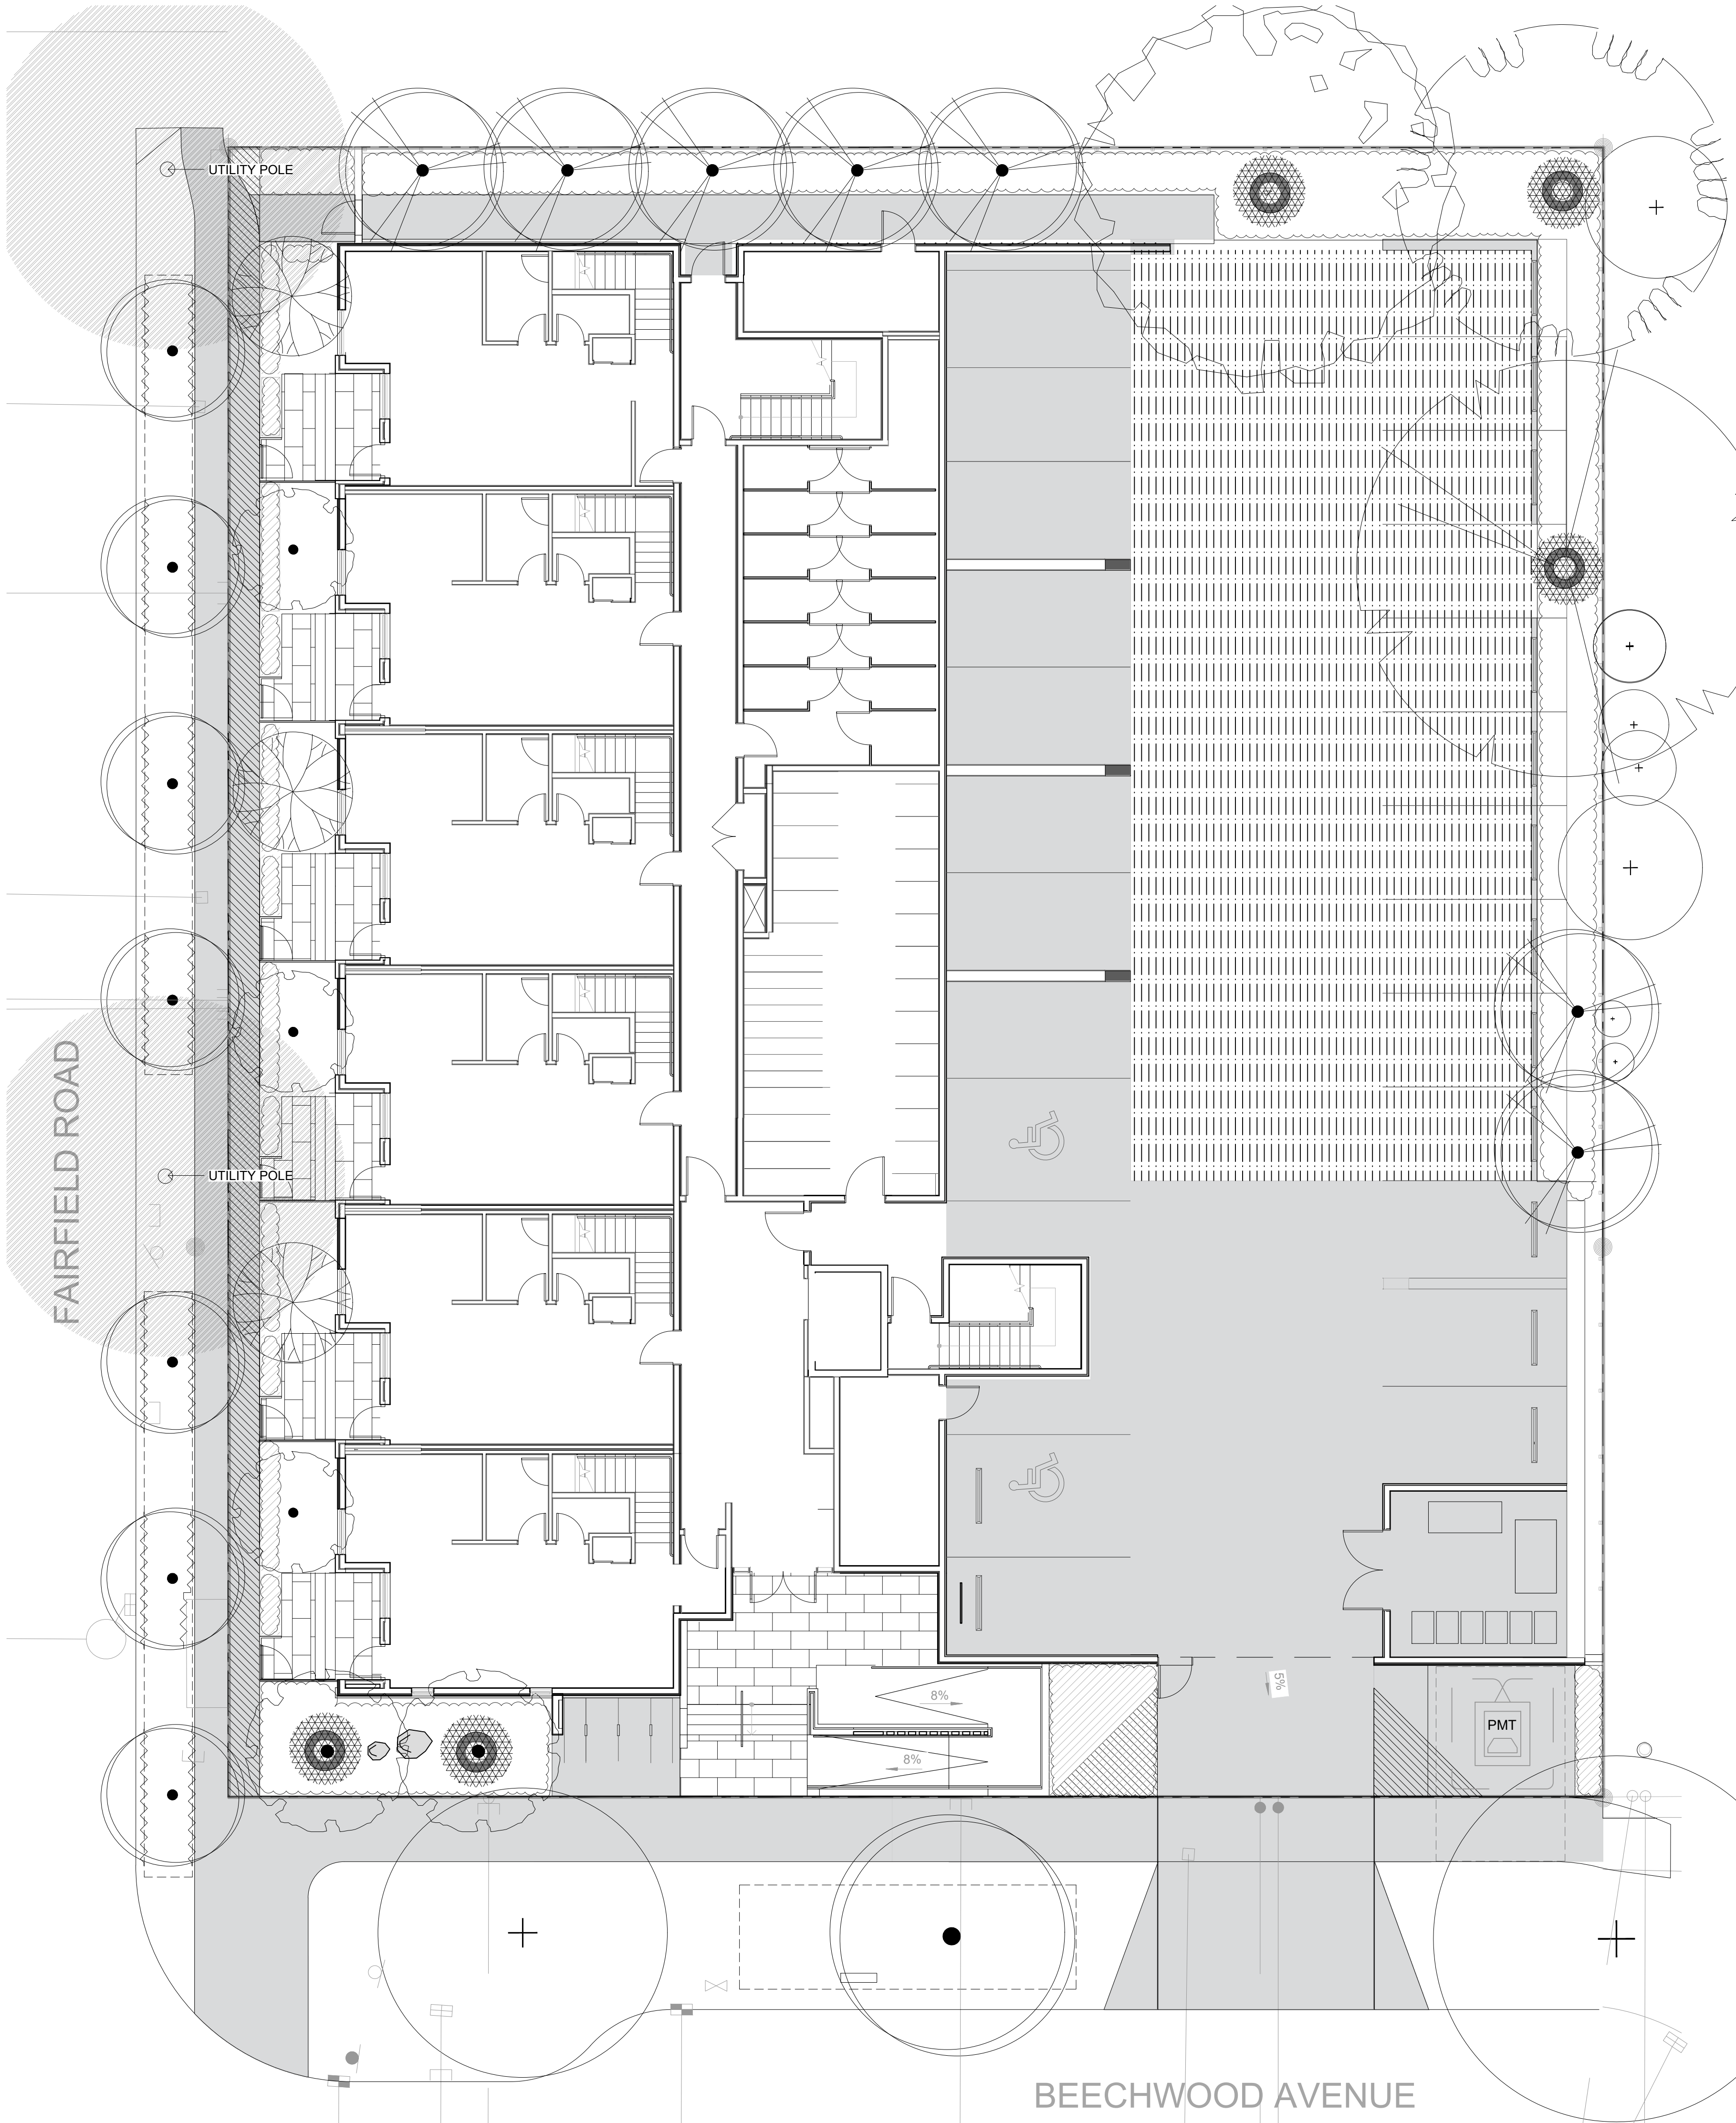 UTILITY POLE
FAIRFIELD ROAD
UTILITY POLE
5%
8%
PMT
8%
BEECHWOOD AVENUE